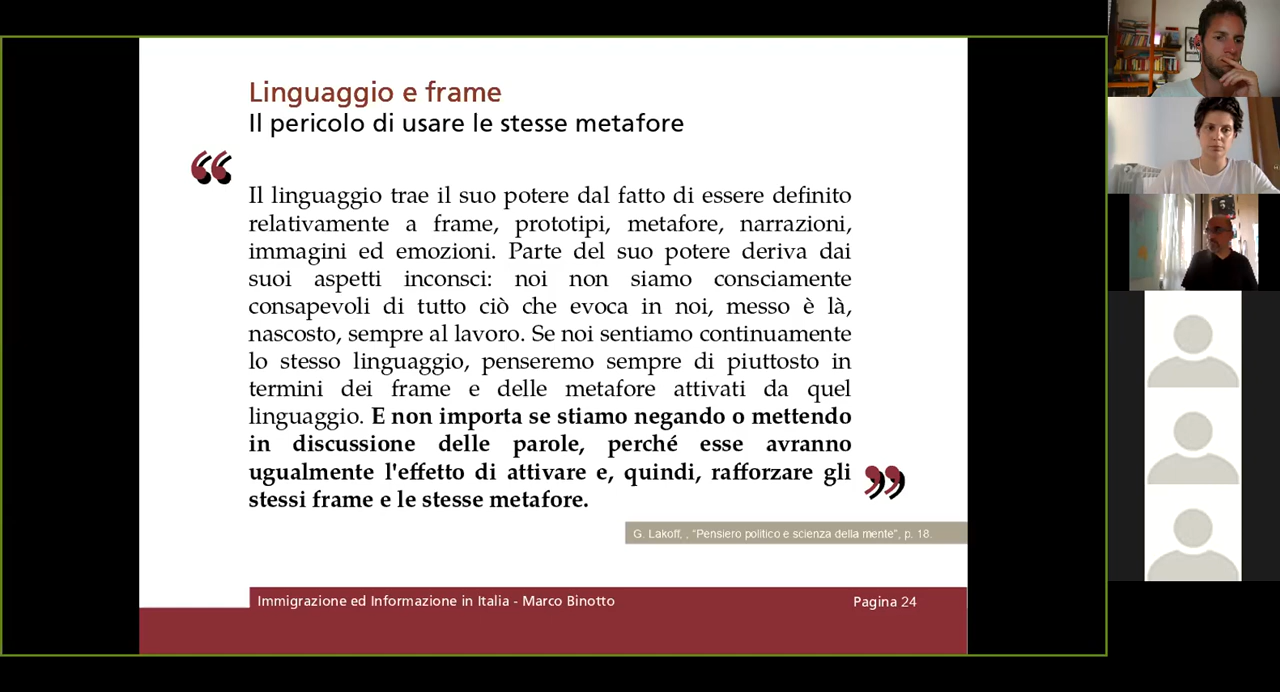 Linguaggio e frame
Il pericolo di usare le stesse metafore
“
Il linguaggio trae il suo potere dal fatto di essere definito
relativamente a frame, prototipi, metafore, narrazioni,
immagini ed emozioni. Parte del suo potere deriva dai
suoi aspetti inconsci: noi non siamo consciamente
consapevoli di tutto ciò che evoca in noi, messo è là,
nascosto, sempre al lavoro. Se noi sentiamo continuamente
lo stesso linguaggio, penseremo sempre di piuttosto in
termini dei frame e delle metafore attivati da quel
linguaggio. E non importa se stiamo negando o mettendo
in discussione delle parole, perché esse avranno
ugualmente l'effetto di attivare e, quindi, rafforzare gli
stessi frame e le stesse metafore.
”
G. Lakoff, , "Pensiero politico e scienza della mente", p. 18.
Immigrazione ed Informazione in Italia - Marco Binotto
Pagina 24